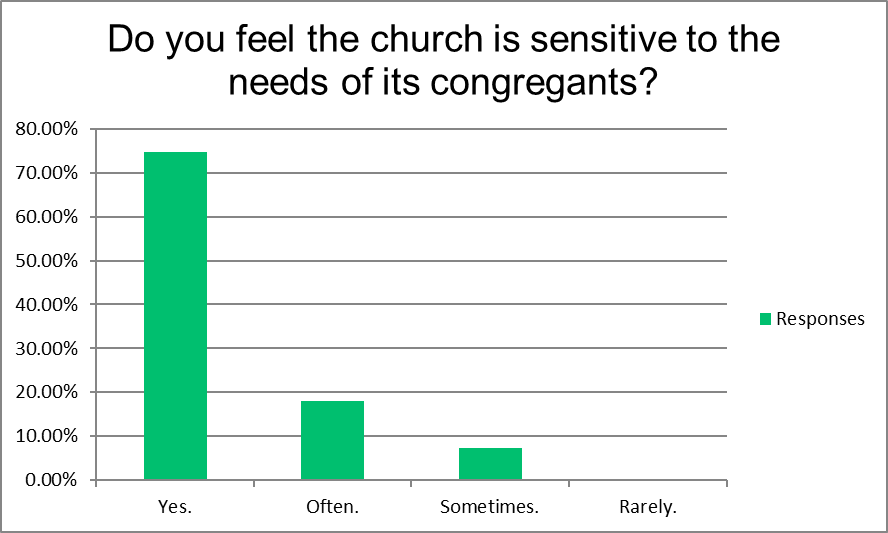 Do you feel the church is sensitive to the
needs of its congregants?
80.00%
70.00%
60.00%
50.00%
40.00%
30.00%
20.00%
10.00%
0.00%
Yes.
Often.
Sometimes.
Rarely.
Responses